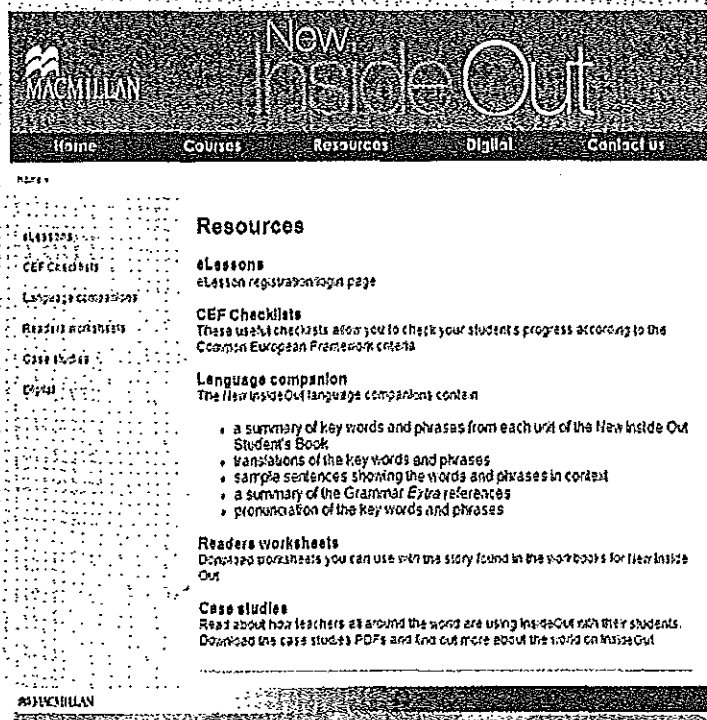 New
Inside Out
MACMILLAN
Home Courses Resources Digital Contact us
Home
eLessons
CEF Checklists
Language companions
Readers worksheets
Case studies
Digital
Resources
eLessons
eLesson registration/login page
CEF Checklists
These useful checklists allow you to check your student's progress according to the
Common European Framework criteria
Language companion
The New Inside Out language companions contain
• a summary of key words and phrases from each unit of the New Inside Out
Student's Book
• translations of the key words and phrases
• sample sentences showing the words and phrases in context
• a summary of the Grammar Extra references
• pronunciation of the key words and phrases
Readers worksheets
Download worksheets you can use with the story found in the workbooks for New Inside
Out
Case studies
Read about how teachers all around the world are using InsideOut with their students.
Download the case studies PDFs and find out more about the world on InsideOut
MACMILLAN